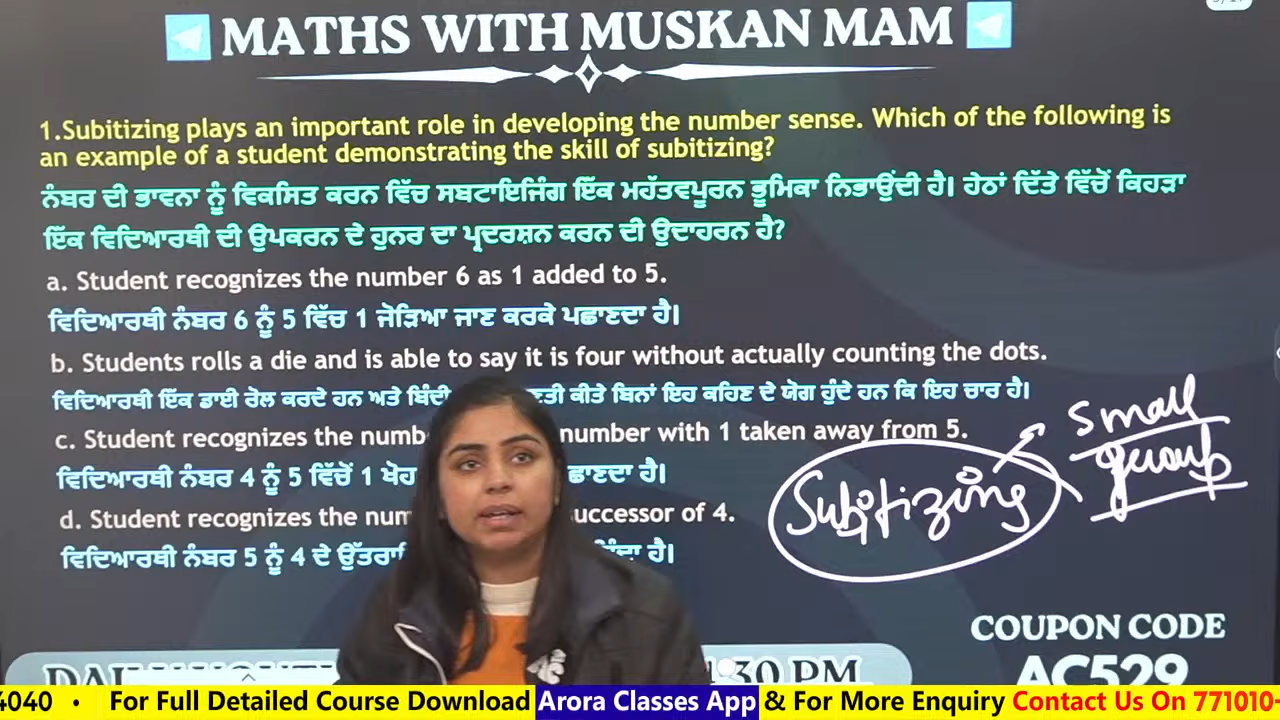 MATHS WITH MUSKAN MAM
1.Subitizing plays an important role in developing the number sense. Which of the following is
an example of a student demonstrating the skill of subitizing?
ਨੰਬਰ ਦੀ ਭਾਵਨਾ ਨੂੰ ਵਿਕਸਿਤ ਕਰਨ ਵਿੱਚ ਸਬਟਾਇਜਿੰਗ ਇੱਕ ਮਹੱਤਵਪੂਰਨ ਭੂਮਿਕਾ ਨਿਭਾਉਂਦੀ ਹੈ। ਹੇਠਾਂ ਦਿੱਤੇ ਵਿੱਚੋਂ ਕਿਹੜਾ
ਇੱਕ ਵਿਦਿਆਰਥੀ ਦੀ ਉਪਕਰਨ ਦੇ ਹੁਨਰ ਦਾ ਪ੍ਰਦਰਸ਼ਨ ਕਰਨ ਦੀ ਉਦਾਹਰਨ ਹੈ?
a. Student recognizes the number 6 as 1 added to 5.
ਵਿਦਿਆਰਥੀ ਨੰਬਰ 6 ਨੂੰ 5 ਵਿੱਚ 1 ਜੋੜਿਆ ਜਾਣ ਕਰਕੇ ਪਛਾਣਦਾ ਹੈ।
b. Students rolls a die and is able to say it is four without actually counting the dots.
ਵਿਦਿਆਰਥੀ ਇੱਕ ਡਾਈ ਰੋਲ ਕਰਦੇ ਹਨ ਅਤੇ ਕੀਤੇ ਬਿਨਾਂ ਇਹ ਕਹਿਣ ਦੇ ਯੋਗ ਹੁੰਦੇ ਹਨ ਕਿ ਇਹ ਚਾਰ ਹੈ।
c. Student recognizes the number with 1 taken away from 5.
ਵਿਦਿਆਰਥੀ ਨੰਬਰ 4 ਨੂੰ 5 ਵਿੱਚੋਂ 1 ਹੈ।
d. Student recognizes the successor of 4.
ਵਿਦਿਆਰਥੀ ਨੰਬਰ 5 ਨੂੰ 4 ਦੇ ਹੈ।
Subitizing
small
group
COUPON CODE
AC529
:30 PM
4040 • For Full Detailed Course Download Arora Classes App & For More Enquiry Contact Us On 771010-